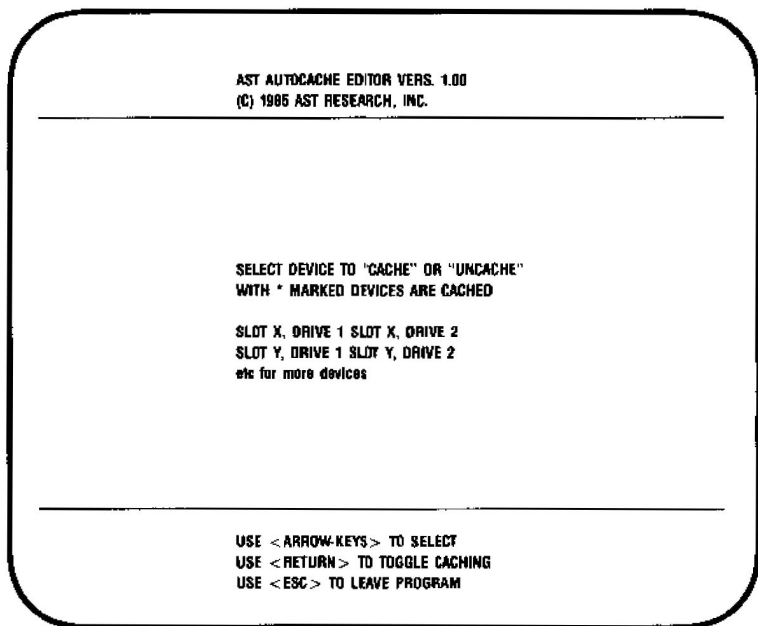 AST AUTOCACHE EDITOR VERS. 1.00
(C) 1985 AST RESEARCH, INC.
SELECT DEVICE TO "CACHE" OR "UNCACHE"
WITH * MARKED DEVICES ARE CACHED
SLOT X, DRIVE 1 SLOT X, DRIVE 2
SLOT Y, DRIVE 1 SLOT Y, DRIVE 2
etc for more devices
USE <ARROW-KEYS> TO SELECT
USE <RETURN> TO TOGGLE CACHING
USE <ESC> TO LEAVE PROGRAM